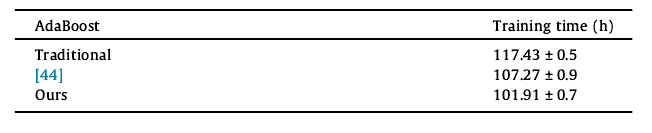 AdaBoost Training time (h)
Traditional 117.43 ± 0.5
[44] 107.27 ± 0.9
Ours 101.91 ± 0.7